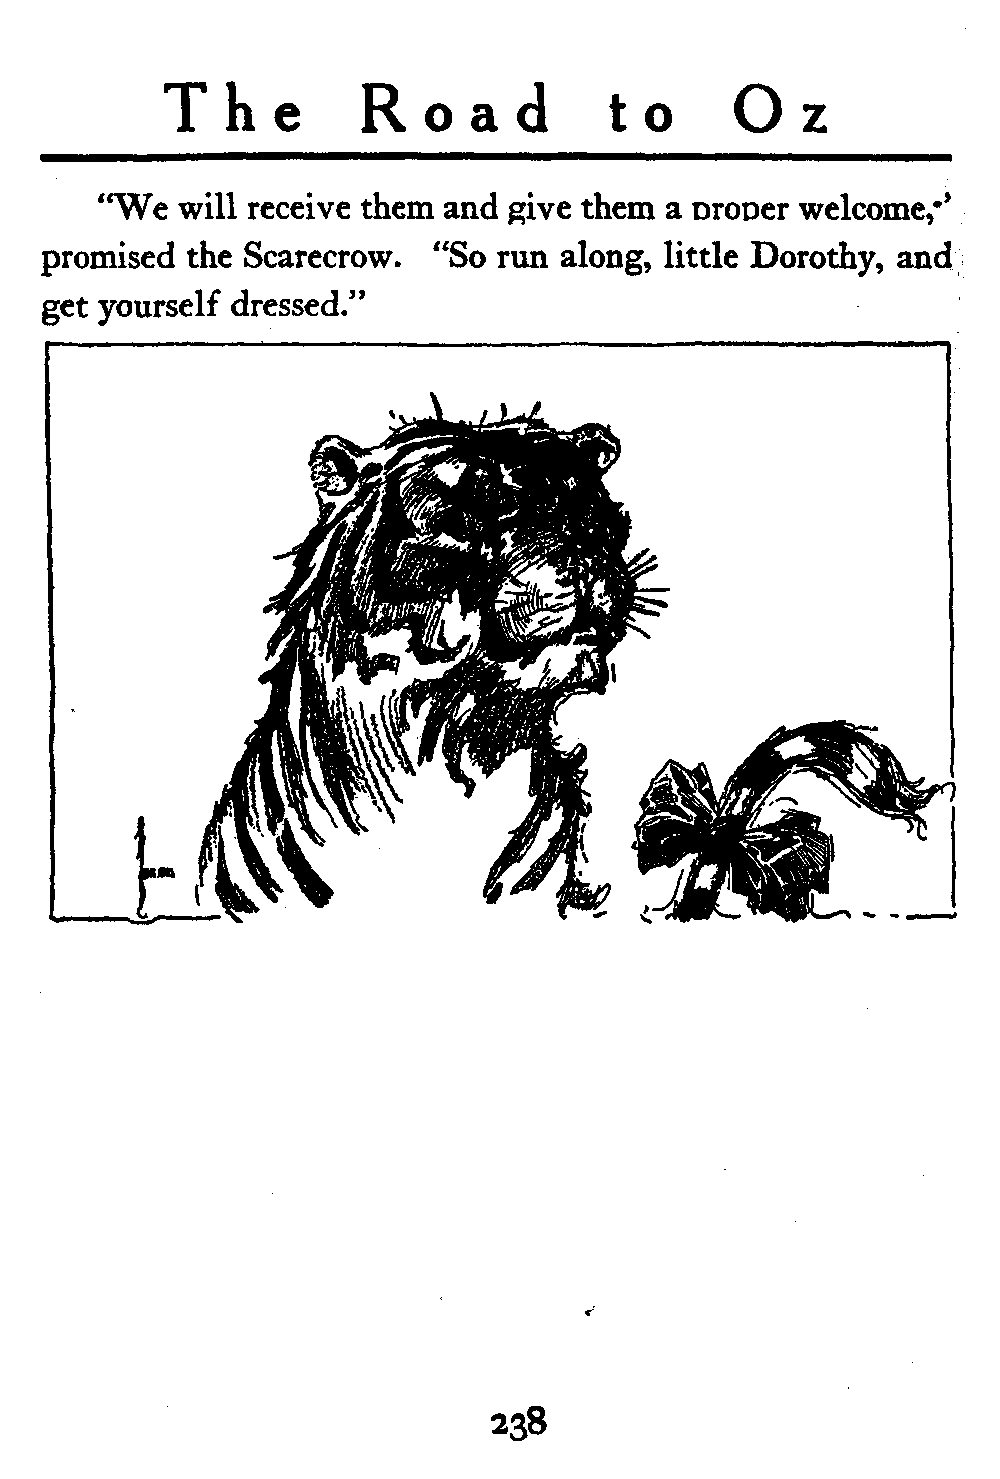 The Road to Oz
“We will receive them and give them a proper welcome,”
promised the Scarecrow. “So run along, little Dorothy, and
get yourself dressed.”
238